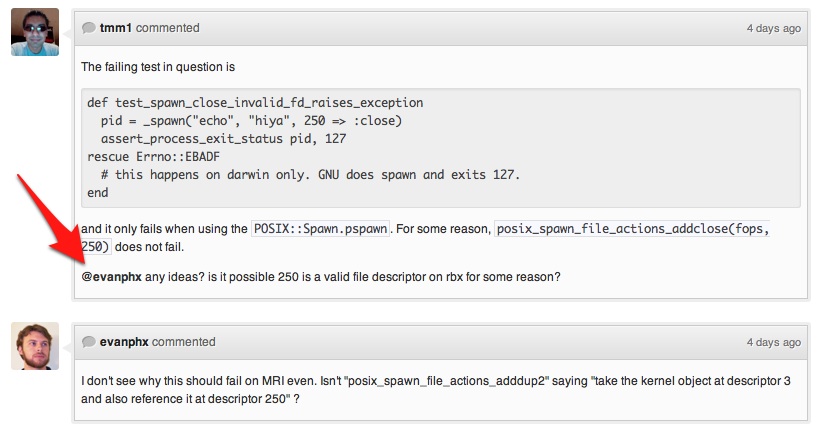 tmm1 commented 4 days ago
The failing test in question is
def test_spawn_close_invalid_fd_raises_exception
  pid = _spawn("echo", "hiya", 250 => :close)
  assert_process_exit_status pid, 127
rescue Errno::EBADF
  # this happens on darwin only. GNU does spawn and exits 127.
end
and it only fails when using the POSIX::Spawn.pspawn. For some reason, posix_spawn_file_actions_addclose(fops,
250) does not fail.
@evanphx any ideas? is it possible 250 is a valid file descriptor on rbx for some reason?
evanphx commented 4 days ago
I don't see why this should fail on MRI even. Isn't "posix_spawn_file_actions_adddup2" saying "take the kernel object at descriptor 3
and also reference it at descriptor 250" ?